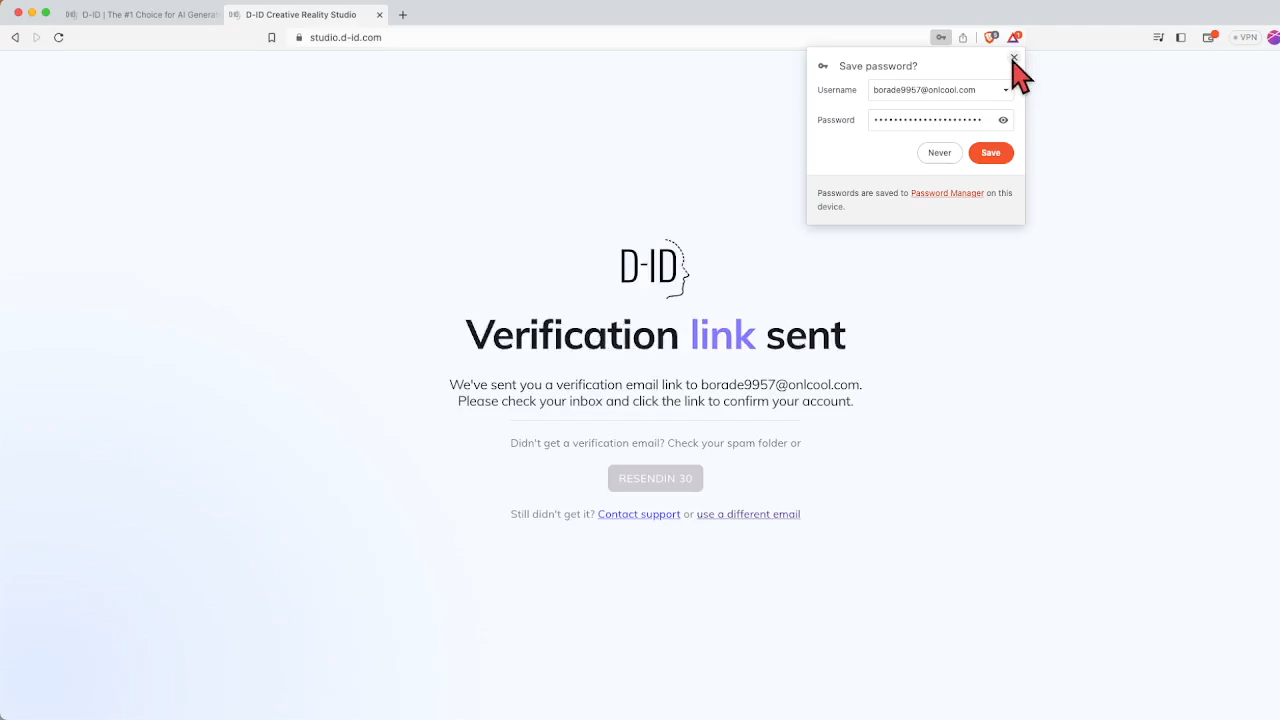 D-ID | The #1 Choice for AI Generat
D-ID Creative Reality Studio
studio.d-id.com
VPN
Save password?
Username
borade9957@onlcool.com
Password
Never
Save
Passwords are saved to Password Manager on this
device.
D-ID
Verification link sent
We've sent you a verification email link to borade9957@onlcool.com.
Please check your inbox and click the link to confirm your account.
Didn't get a verification email? Check your spam folder or
RESENDIN 30
Still didn't get it? Contact support or use a different email